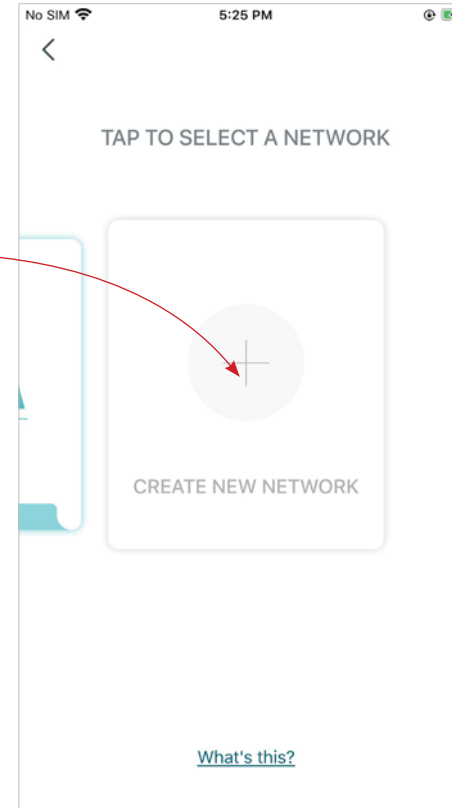 No SIM 5:25 PM
TAP TO SELECT A NETWORK
CREATE NEW NETWORK
What's this?